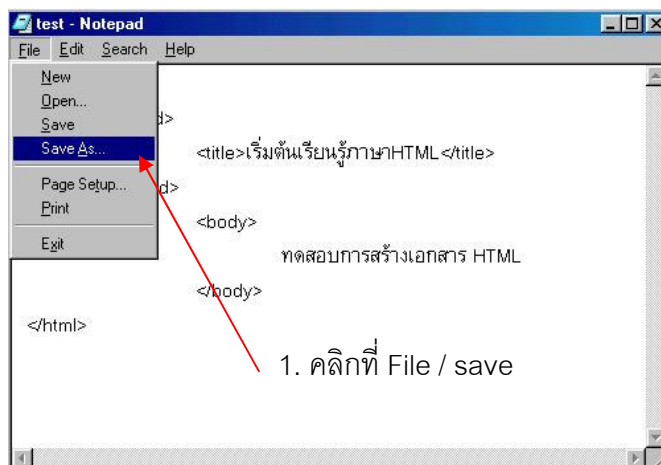 test - Notepad
File Edit Search Help
New
Open...
Save
d>
Save As...
<title>เริ่มต้นเรียนรู้ภาษาHTML</title>
Page Setup...
d>
Print
<body>
Exit
ทดสอบการสร้างเอกสาร HTML
</body>
</html>
1. คลิกที่ File / save